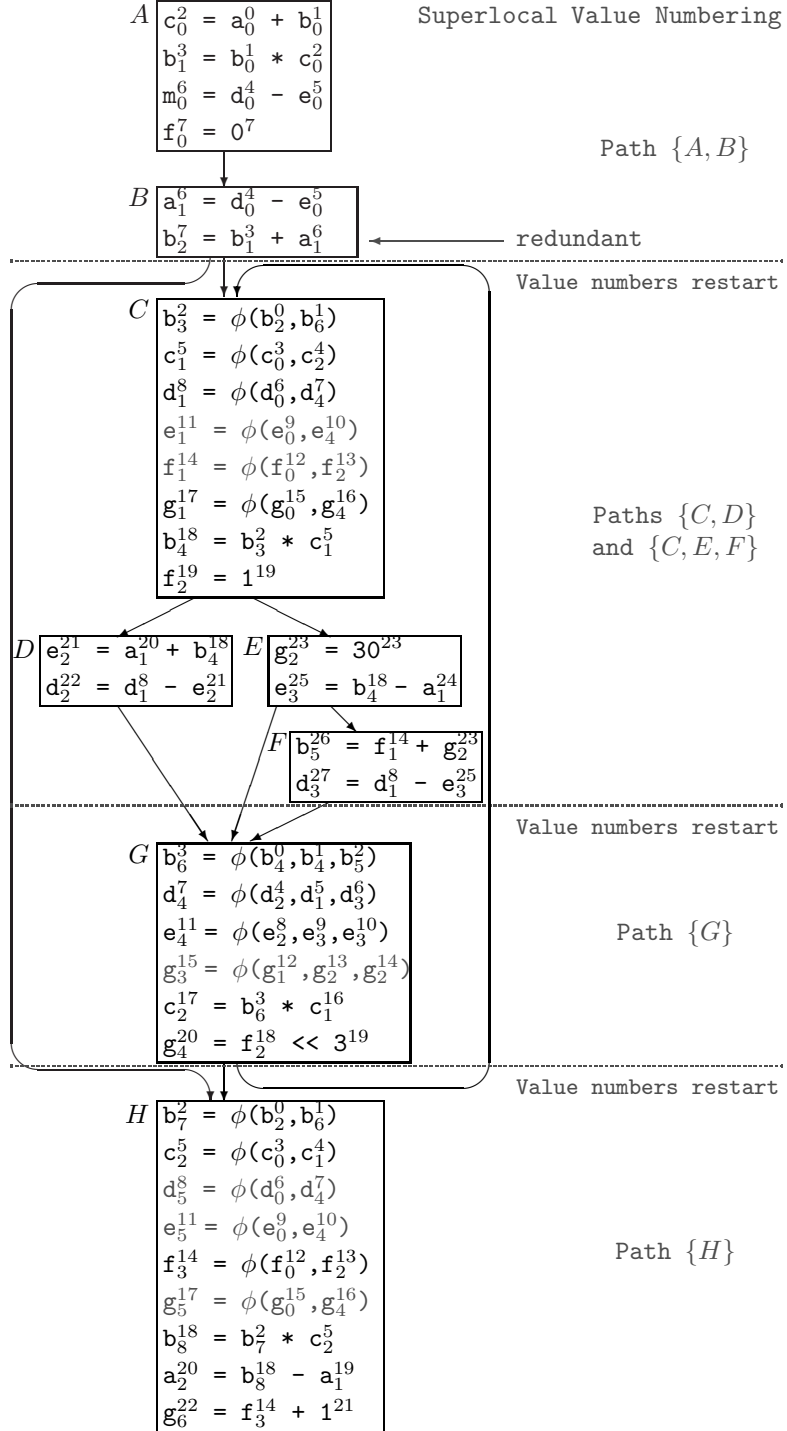 Superlocal Value Numbering
A
c₀² = a₀⁰ + b₀¹
b₁³ = b₀¹ * c₀²
m₀⁶ = d₀⁴ - e₀⁵
f₀⁷ = 0⁷
Path {A, B}
B
a₁⁶ = d₀⁴ - e₀⁵
b₂⁷ = b₁³ + a₁⁶
redundant
Value numbers restart
C
b₃² = ϕ(b₂⁰,b₆¹)
c₁⁵ = ϕ(c₀³,c₂⁴)
d₁⁸ = ϕ(d₀⁶,d₄⁷)
e₁¹¹ = ϕ(e₀⁹,e₄¹⁰)
f₁¹⁴ = ϕ(f₀¹²,f₂¹³)
g₁¹⁷ = ϕ(g₀¹⁵,g₄¹⁶)
b₄¹⁸ = b₃² * c₁⁵
f₂¹⁹ = 1¹⁹
Paths {C, D}
and {C, E, F}
D
e₂²¹ = a₁²⁰ + b₄¹⁸
d₂²² = d₁⁸ - e₂²¹
E
g₂²³ = 30²³
e₃²⁵ = b₄¹⁸ - a₁²⁴
F
b₅²⁶ = f₁¹⁴ + g₂²³
d₃²⁷ = d₁⁸ - e₃²⁵
Value numbers restart
G
b₆³ = ϕ(b₄⁰,b₄¹,b₅²)
d₄⁷ = ϕ(d₂⁴,d₁⁵,d₃⁶)
e₄¹¹ = ϕ(e₂⁸,e₃⁹,e₃¹⁰)
g₃¹⁵ = ϕ(g₁¹²,g₂¹³,g₂¹⁴)
c₂¹⁷ = b₆³ * c₁¹⁶
g₄²⁰ = f₂¹⁸ << 3¹⁹
Path {G}
Value numbers restart
H
b₇² = ϕ(b₂⁰,b₆¹)
c₂⁵ = ϕ(c₀³,c₁⁴)
d₅⁸ = ϕ(d₀⁶,d₄⁷)
e₅¹¹ = ϕ(e₀⁹,e₄¹⁰)
f₃¹⁴ = ϕ(f₀¹²,f₂¹³)
g₅¹⁷ = ϕ(g₀¹⁵,g₄¹⁶)
b₈¹⁸ = b₇² * c₂⁵
a₂²⁰ = b₈¹⁸ - a₁¹⁹
g₆²² = f₃¹⁴ + 1²¹
Path {H}